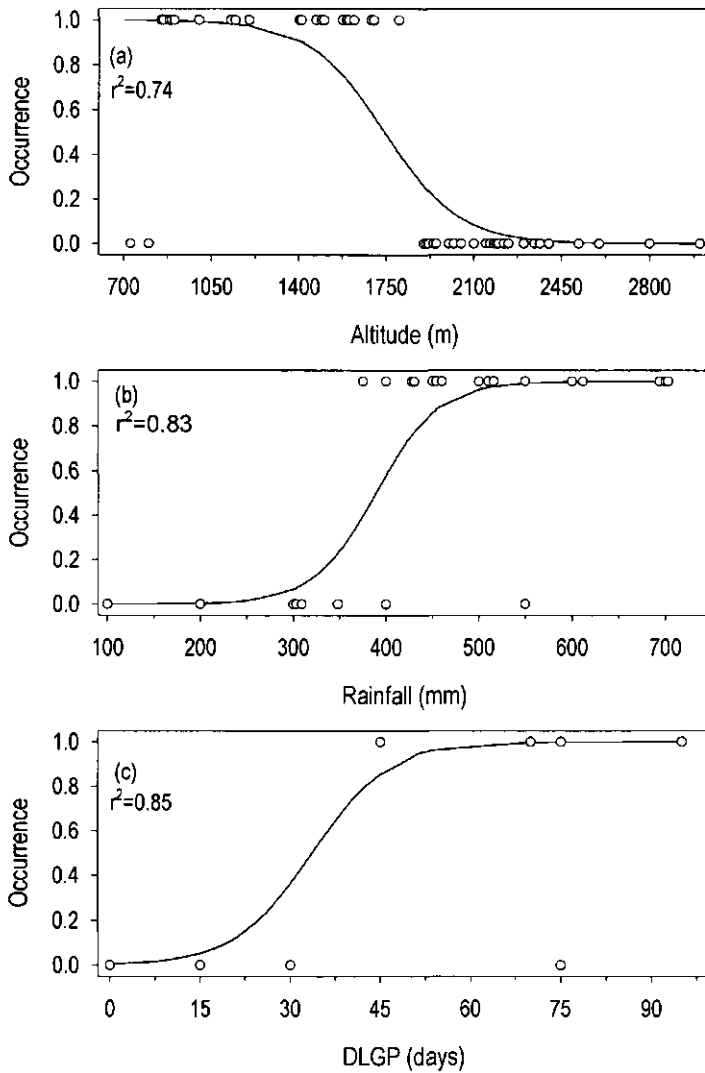 1.0
0.8
0.6
0.4
0.2
0.0
Occurrence
(a)
r²=0.74
700 1050 1400 1750 2100 2450 2800
Altitude (m)
1.0
0.8
0.6
0.4
0.2
0.0
Occurrence
(b)
r²=0.83
100 200 300 400 500 600 700
Rainfall (mm)
1.0
0.8
0.6
0.4
0.2
0.0
Occurrence
(c)
r²=0.85
0 15 30 45 60 75 90
DLGP (days)